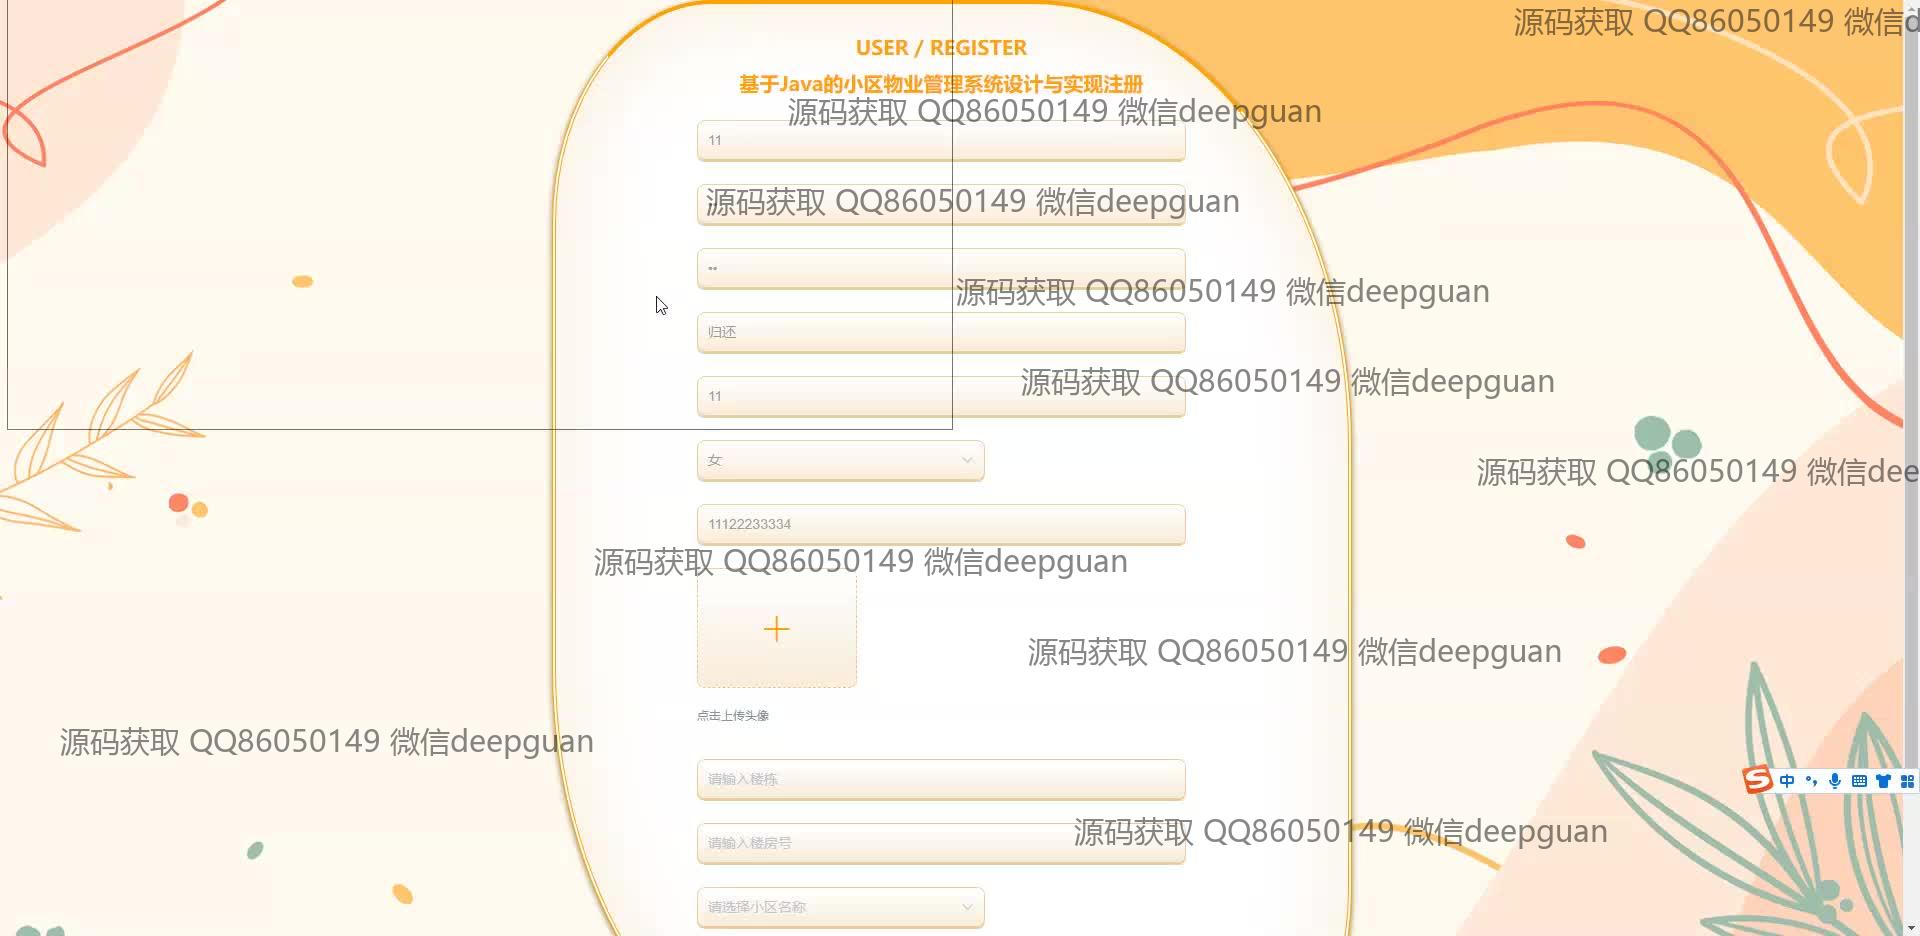 源码获取 QQ86050149 微信d
USER / REGISTER
基于Java的小区物业管理系统设计与实现注册
源码获取 QQ86050149 微信deepguan
11
源码获取 QQ86050149 微信deepguan
••
源码获取 QQ86050149 微信deepguan
归还
源码获取 QQ86050149 微信deepguan
11
女
源码获取 QQ86050149 微信dee
11122233334
源码获取 QQ86050149 微信deepguan
源码获取 QQ86050149 微信deepguan
点击上传头像
源码获取 QQ86050149 微信deepguan
请输入楼栋
中
源码获取 QQ86050149 微信deepguan
请输入楼房号
请选择小区名称